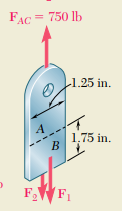 F_AC = 750 lb
1.25 in.
A
1.75 in.
B
F_2
F_1